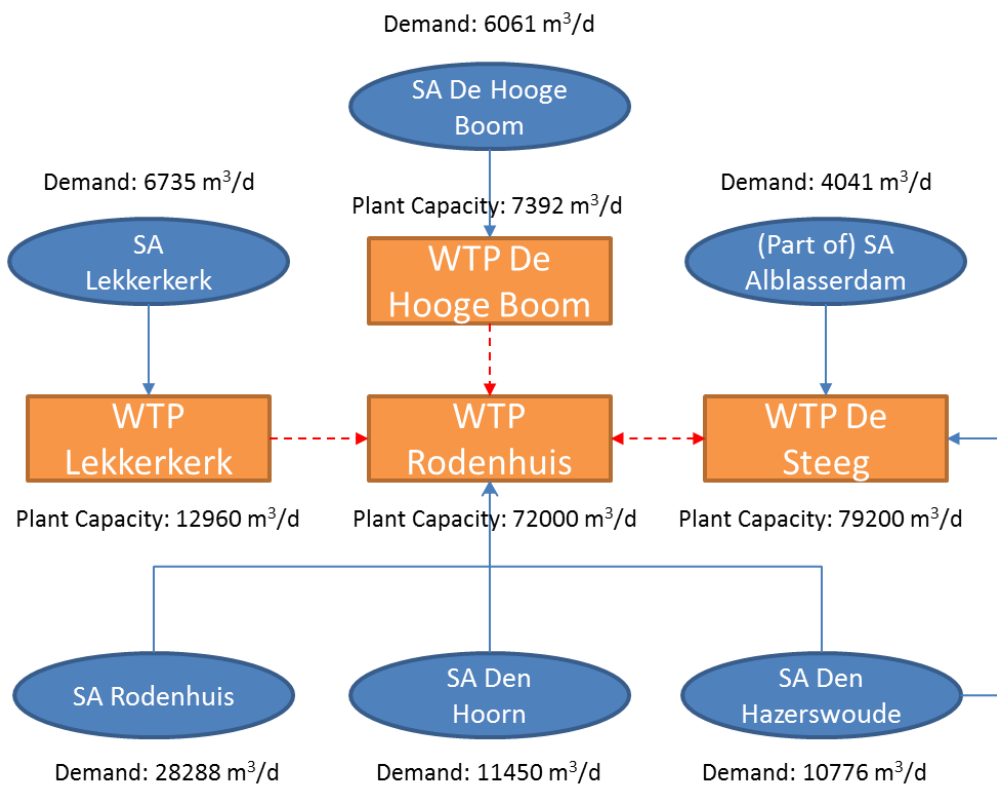 Demand: 6061 m³/d
SA De Hooge
Boom
Demand: 6735 m³/d
Demand: 4041 m³/d
Plant Capacity: 7392 m³/d
SA
Lekkerkerk
WTP De
Hooge Boom
(Part of) SA
Alblasserdam
WTP
Lekkerkerk
WTP
Rodenhuis
WTP De
Steeg
Plant Capacity: 12960 m³/d
Plant Capacity: 72000 m³/d
Plant Capacity: 79200 m³/d
SA Rodenhuis
SA Den
Hoorn
SA Den
Hazerswoude
Demand: 28288 m³/d
Demand: 11450 m³/d
Demand: 10776 m³/d